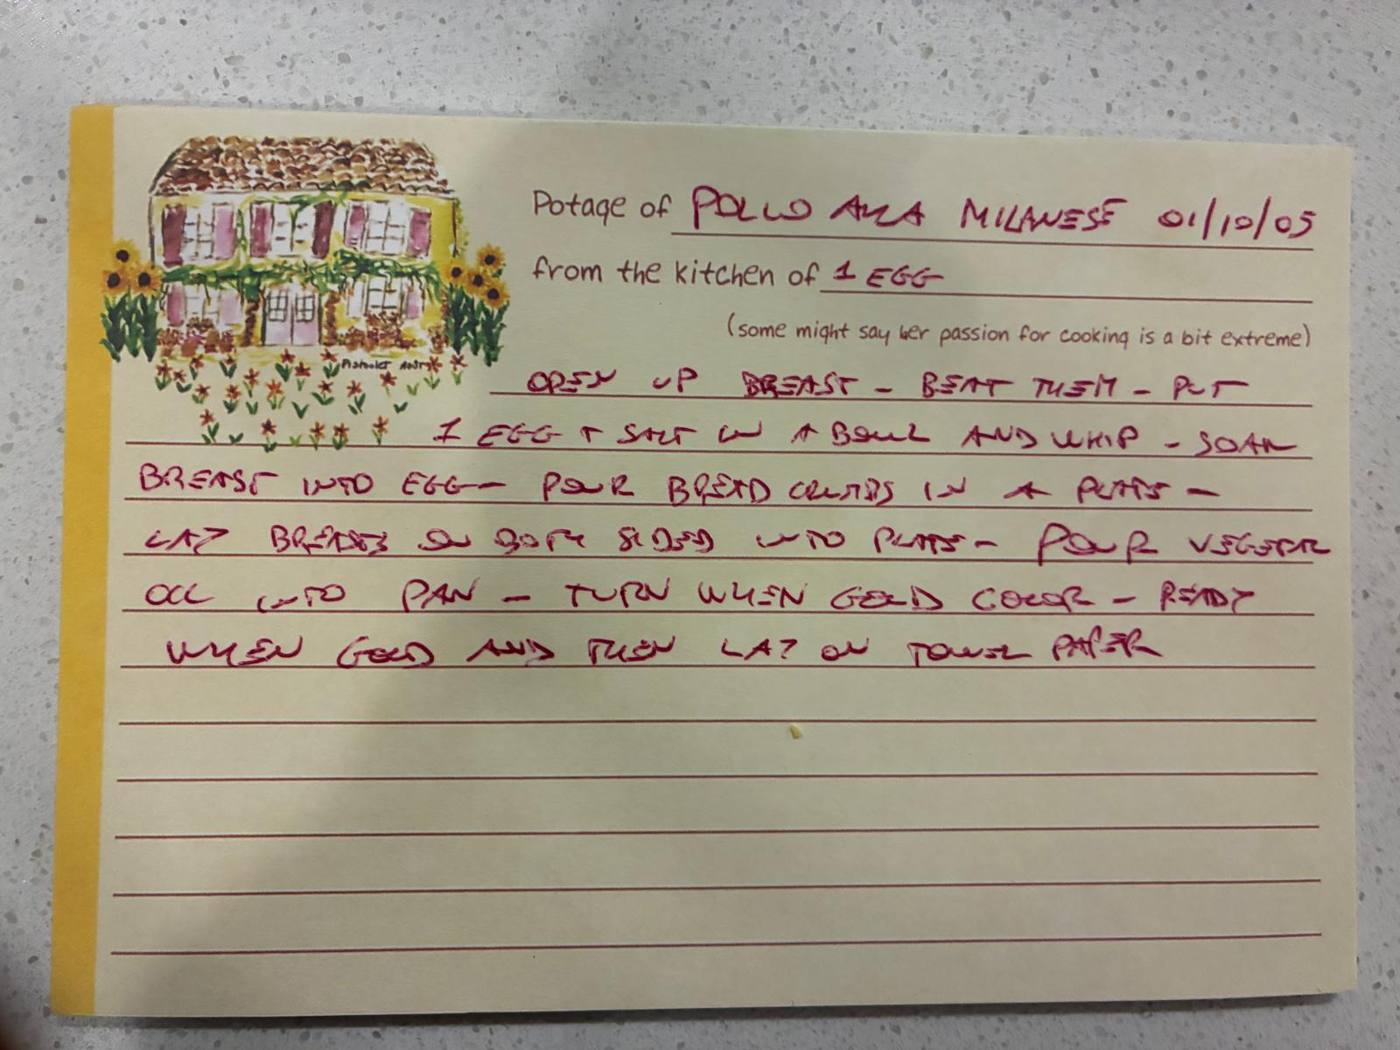 Potage of POLLO ALLA MILANESE 01/10/05
from the kitchen of 1 EGG
(some might say her passion for cooking is a bit extreme)
OPEN UP BREAST - BEAT THEM - PUT
1 EGG + SALT IN A BOWL AND WHIP - SOAK
BREAST INTO EGG - POUR BREAD CRUMBS IN A PLATE -
LAY BREASTS ON BOTH SIDES INTO PLATE - POUR VEGETAL
OIL INTO PAN - TURN WHEN GOLD COLOR - READY
WHEN GOLD AND THEN LAY ON TOWEL PAPER